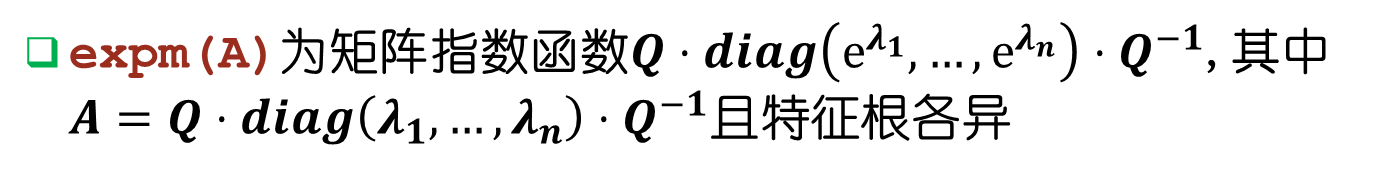 expm(A)为矩阵指数函数Q · diag(e^λ₁, …, e^λₙ) · Q⁻¹, 其中
A = Q · diag(λ₁, …, λₙ) · Q⁻¹且特征根各异